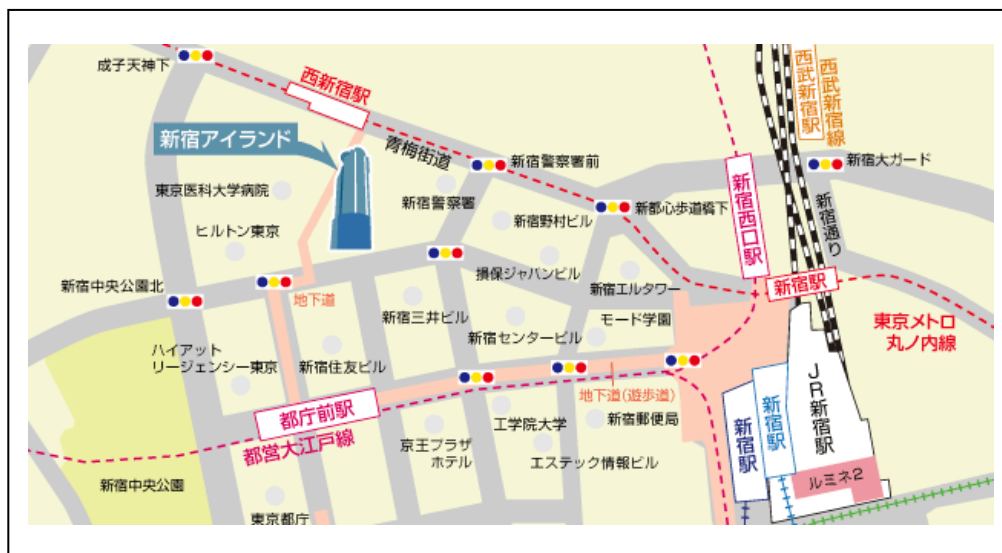 成子天神下
西新宿駅
西武新宿駅
西武新宿線
新宿アイランド
青梅街道
新宿警察署前
新宿大ガード
東京医科大学病院
新宿警察署
新宿西口駅
新宿通り
新宿野村ビル
新都心歩道橋下
ヒルトン東京
損保ジャパンビル
新宿中央公園北
地下道
新宿エルタワー
新宿駅
新宿三井ビル
新宿センタービル
モード学園
東京メトロ
丸ノ内線
ハイアット
リージェンシー東京
新宿住友ビル
地下道(遊歩道)
JR新宿駅
都庁前駅
都営大江戸線
工学院大学
新宿郵便局
新宿駅
新宿駅
京王プラザ
ホテル
エステック情報ビル
ルミネ2
新宿中央公園
東京都庁